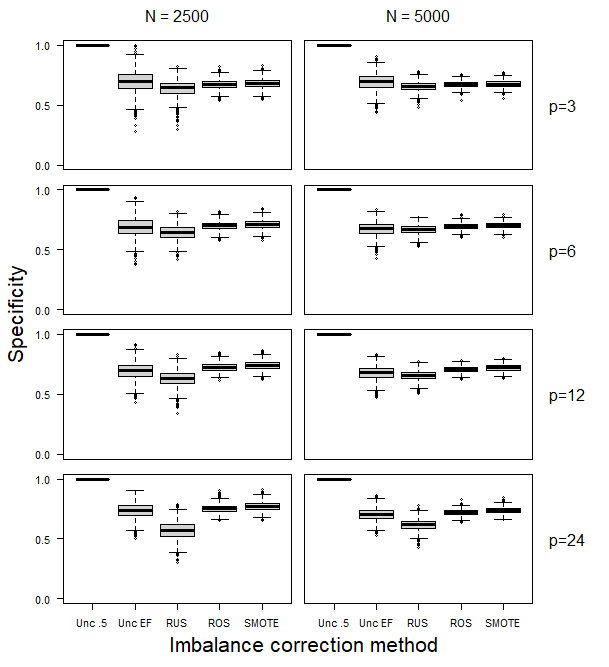 N = 2500 N = 5000
1.0
0.5
0.0
p=3
1.0
0.5
0.0
p=6
Specificity
1.0
0.5
0.0
p=12
1.0
0.5
0.0
p=24
Unc .5 Unc EF RUS ROS SMOTE Unc .5 Unc EF RUS ROS SMOTE
Imbalance correction method